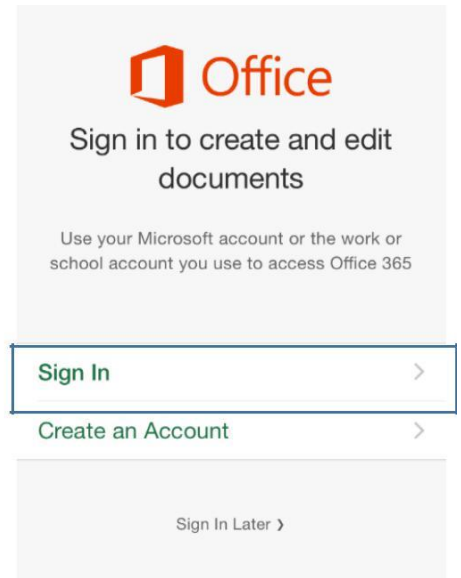 Office
Sign in to create and edit
documents
Use your Microsoft account or the work or
school account you use to access Office 365
Sign In
Create an Account
Sign In Later